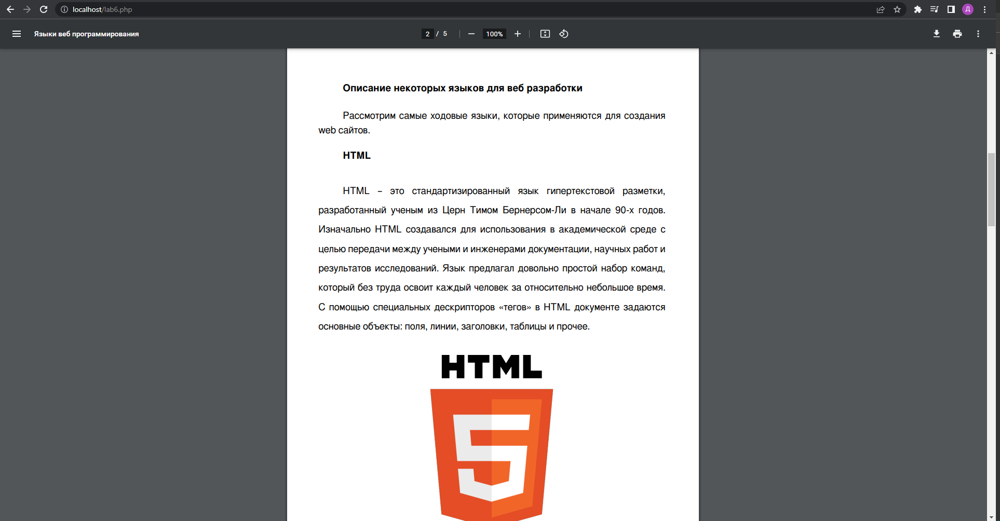 localhost/lab6.php
Д
Языки веб программирования
2 / 5
100%
Описание некоторых языков для веб разработки
Рассмотрим самые ходовые языки, которые применяются для создания
web сайтов.
HTML
HTML – это стандартизированный язык гипертекстовой разметки,
разработанный ученым из Церн Тимом Бернерсом-Ли в начале 90-х годов.
Изначально HTML создавался для использования в академической среде с
целью передачи между учеными и инженерами документации, научных работ и
результатов исследований. Язык предлагал довольно простой набор команд,
который без труда освоит каждый человек за относительно небольшое время.
С помощью специальных дескрипторов «тегов» в HTML документе задаются
основные объекты: поля, линии, заголовки, таблицы и прочее.
HTML
5